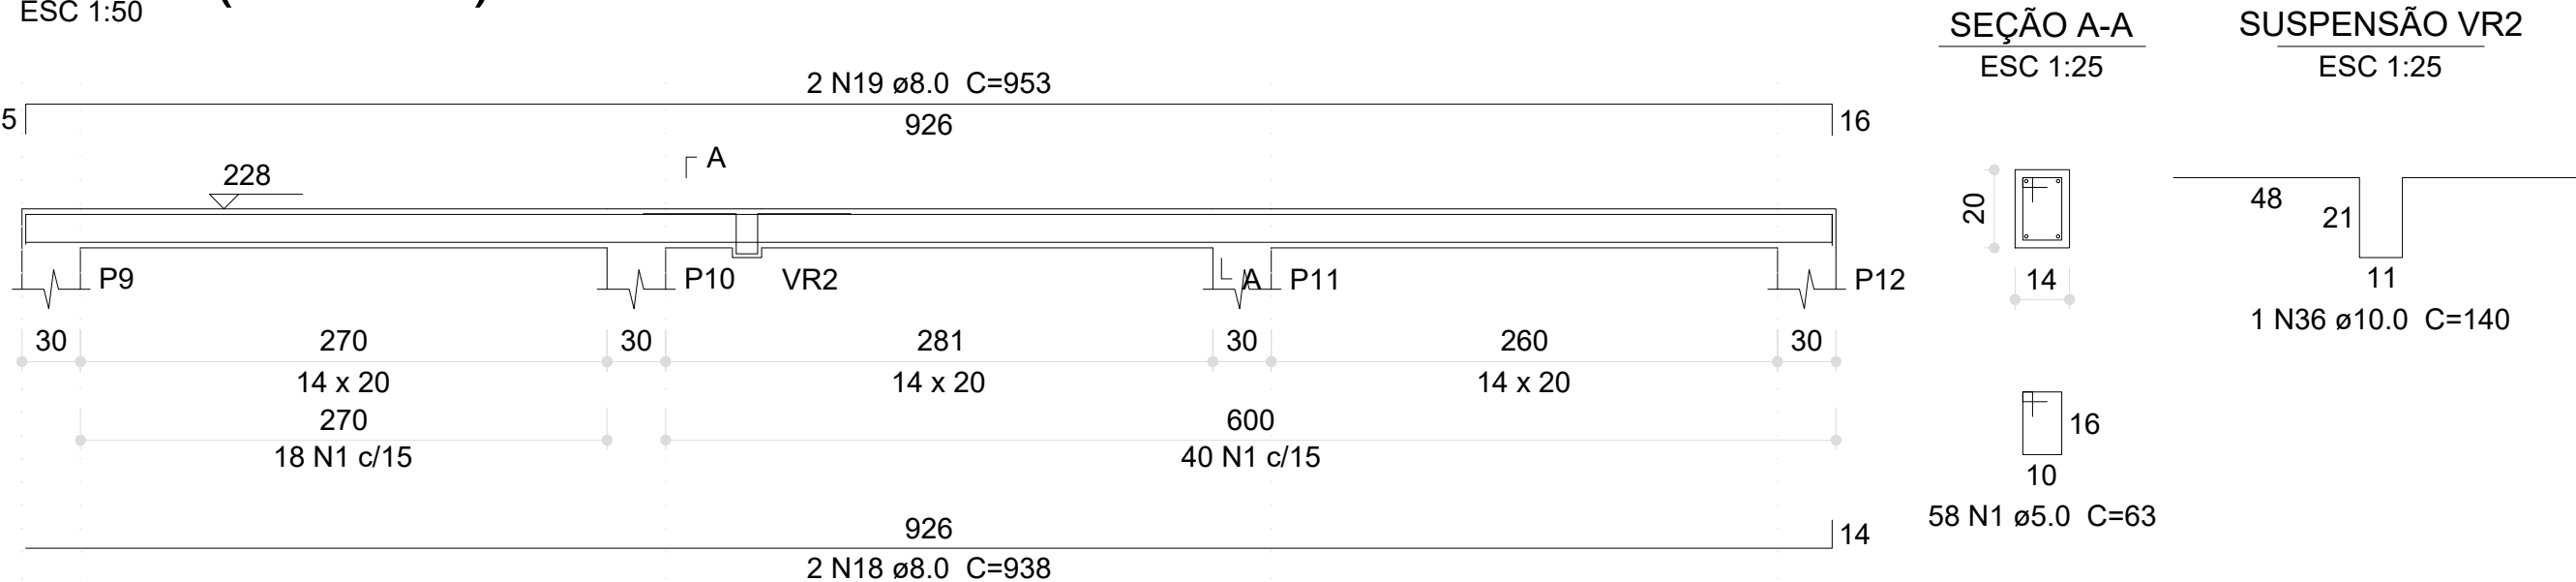 ESC 1:50
SEÇÃO A-A
ESC 1:25
SUSPENSÃO VR2
ESC 1:25
2 N19 ø8.0 C=953
5
926
16
A
228
P9
P10
VR2
A
P11
P12
30 270 30 281 30 260 30
14 x 20 14 x 20 14 x 20
270 600
18 N1 c/15 40 N1 c/15
926
14
2 N18 ø8.0 C=938
20
14
16
10
58 N1 ø5.0 C=63
48
21
11
1 N36 ø10.0 C=140